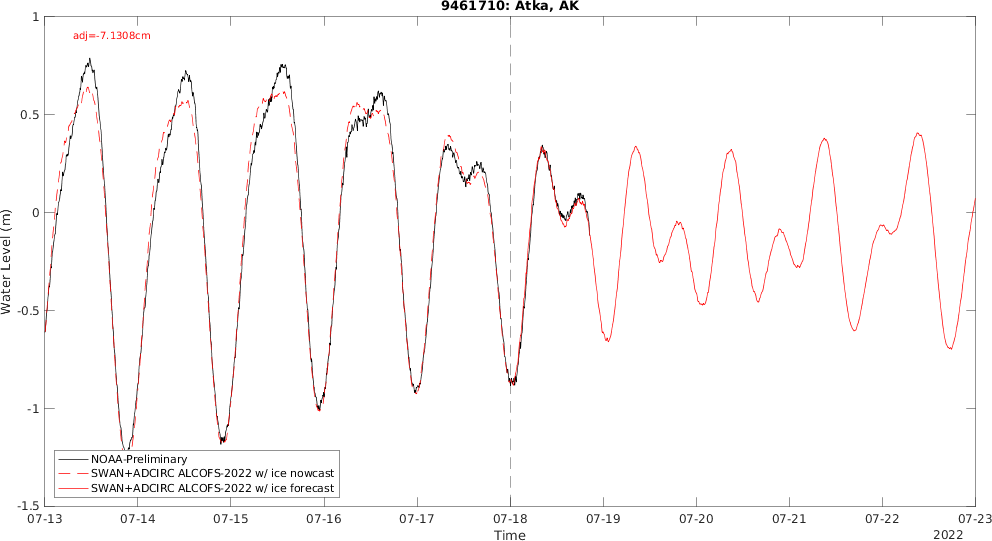 9461710: Atka, AK
adj=-7.1308cm
1
0.5
0
-0.5
-1
-1.5
Water Level (m)
NOAA-Preliminary
SWAN+ADCIRC ALCOFS-2022 w/ ice nowcast
SWAN+ADCIRC ALCOFS-2022 w/ ice forecast
07-13 07-14 07-15 07-16 07-17 07-18 07-19 07-20 07-21 07-22 07-23
Time
2022